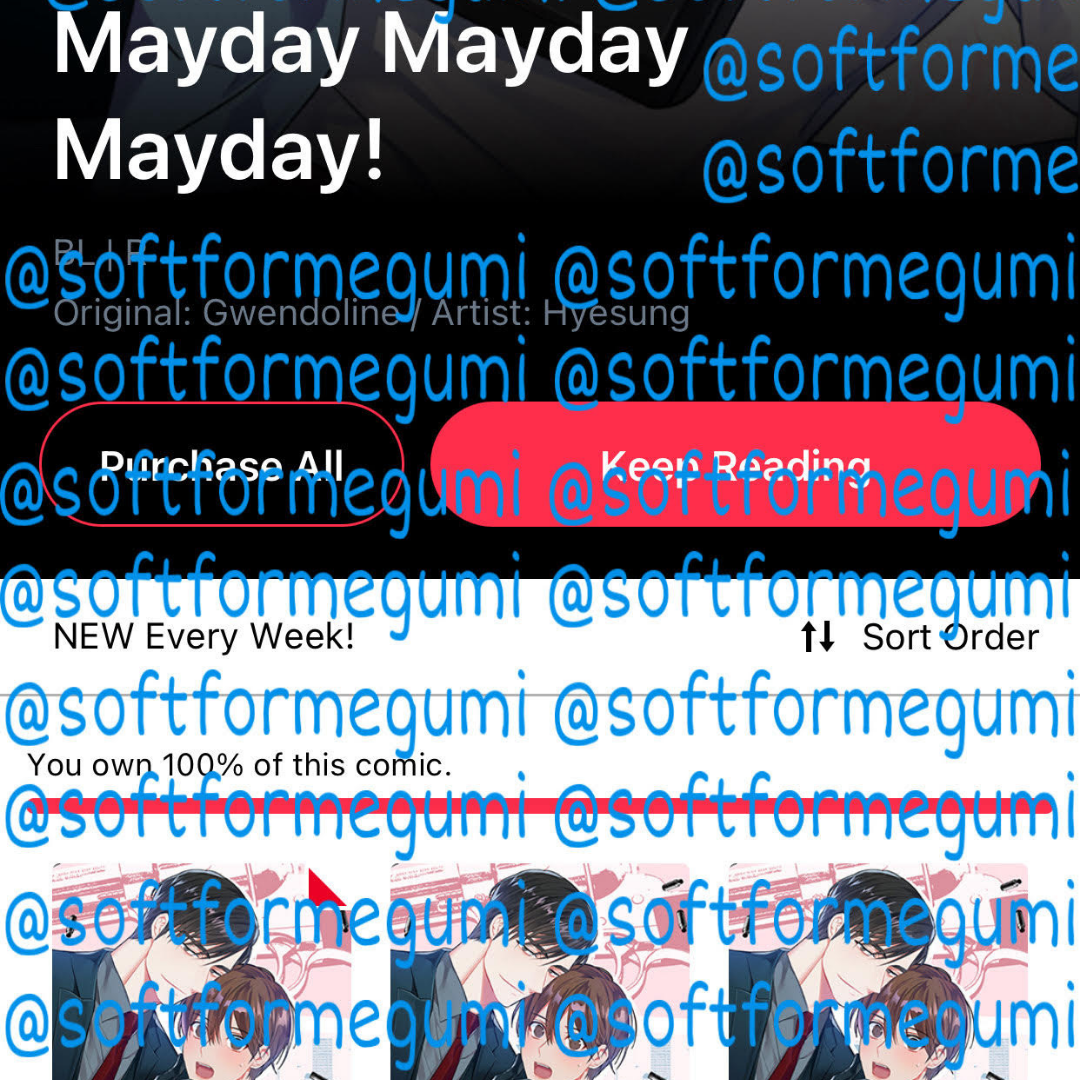 @softformegumi @softformegumi
Mayday Mayday
@softforme
Mayday!
@softforme
BL | R
@softformegumi @softformegumi
Original: Gwendoline / Artist: Hyesung
@softformegumi @softformegumi
Purchase All Keep Reading
@softformegumi @softformegumi
@softformegumi @softformegumi
NEW Every Week! Sort Order
@softformegumi @softformegumi
You own 100% of this comic.
@softformegumi @softformegumi
@softformegumi @softformegumi
@softformegumi @softformegumi